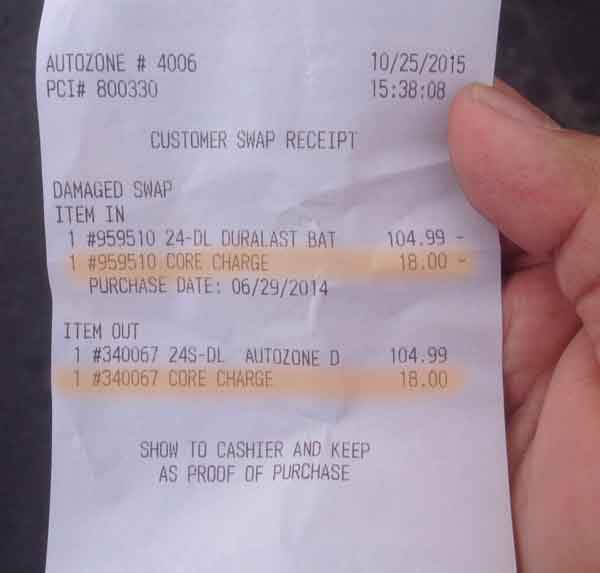 AUTOZONE # 4006 10/25/2015
PCI# 800330 15:38:08
CUSTOMER SWAP RECEIPT
DAMAGED SWAP
ITEM IN
1 #959510 24-DL DURALAST BAT 104.99 -
1 #959510 CORE CHARGE 18.00 -
PURCHASE DATE: 06/29/2014
ITEM OUT
1 #340067 24S-DL AUTOZONE D 104.99
1 #340067 CORE CHARGE 18.00
SHOW TO CASHIER AND KEEP
AS PROOF OF PURCHASE